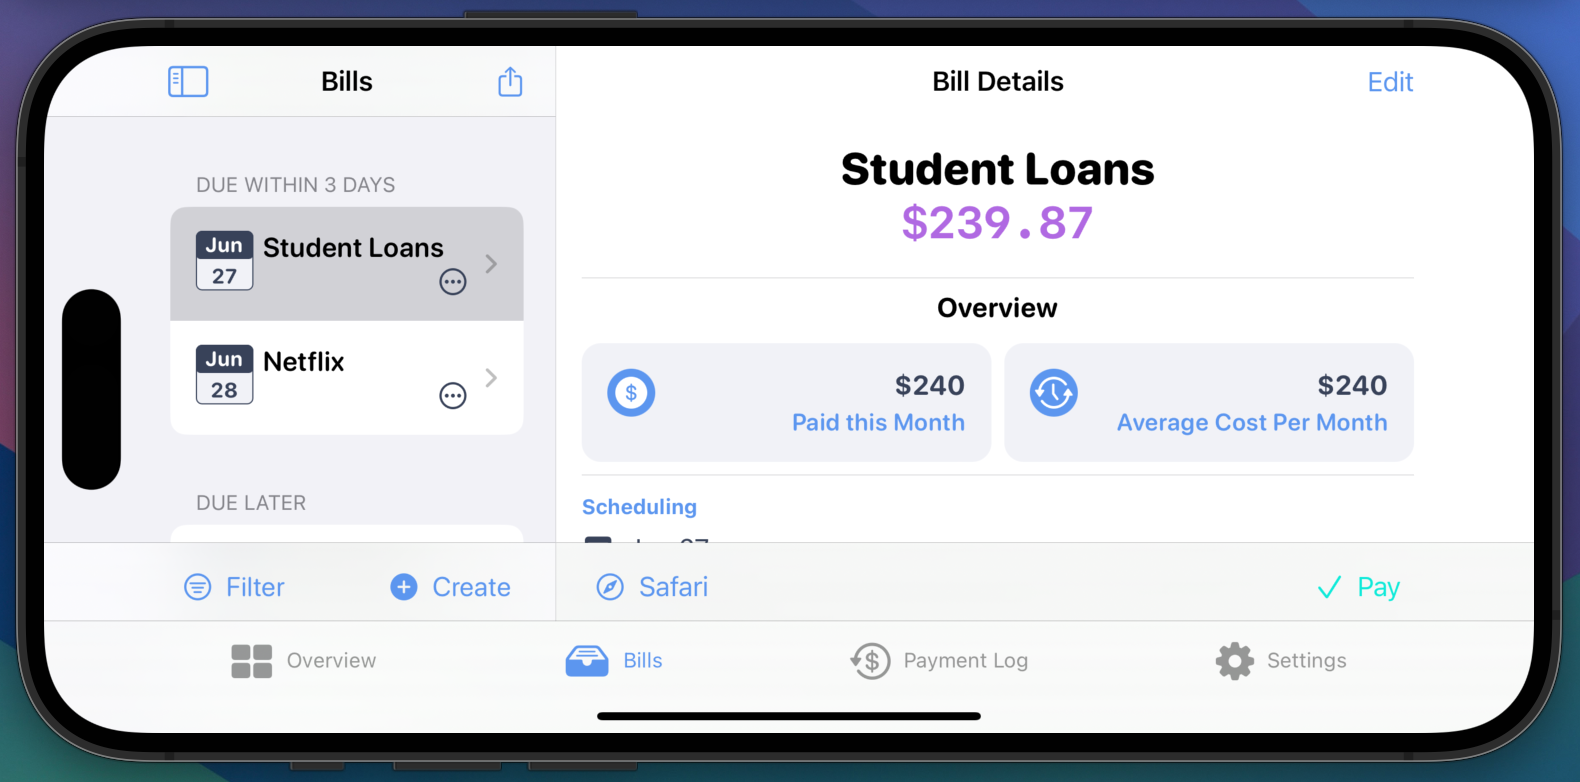 Bills
DUE WITHIN 3 DAYS
Jun
27
Student Loans
Jun
28
Netflix
DUE LATER
Filter
Create
Bill Details
Edit
Student Loans
$239.87
Overview
$240
Paid this Month
$240
Average Cost Per Month
Scheduling
Safari
Pay
Overview
Bills
Payment Log
Settings